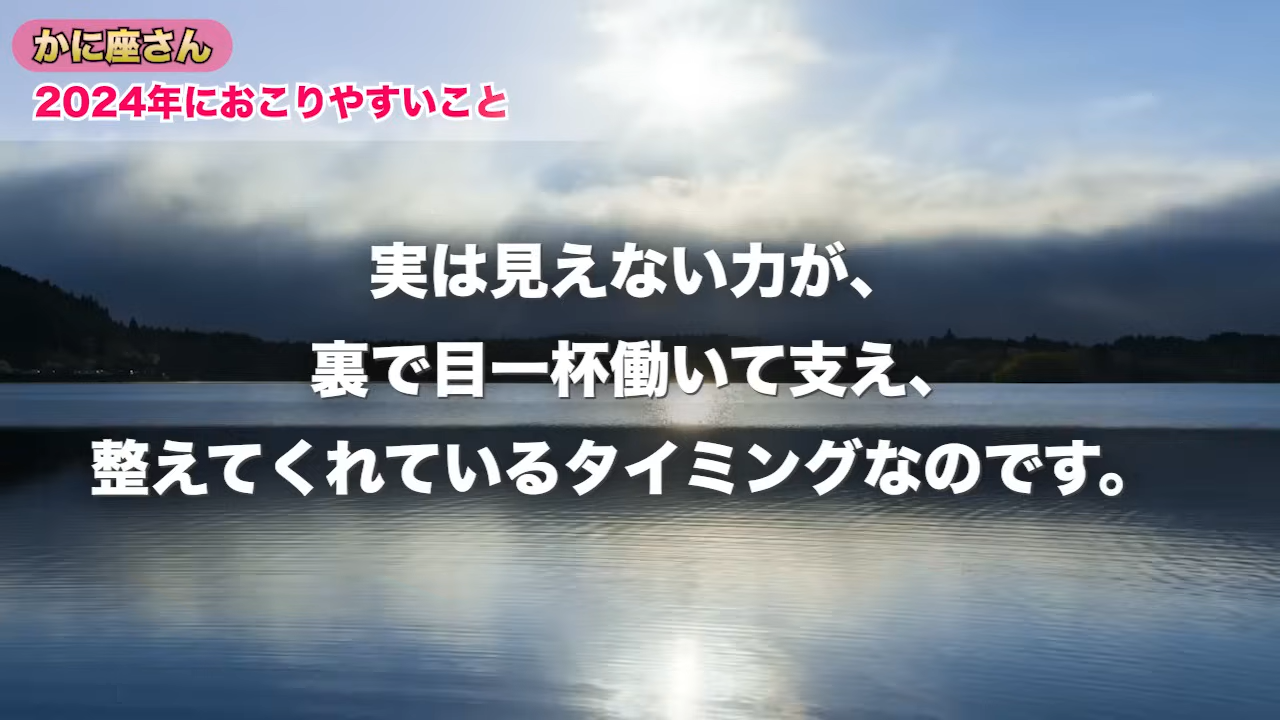 かに座さん
2024年におこりやすいこと
実は見えない力が、
裏で目一杯働いて支え、
整えてくれているタイミングなのです。